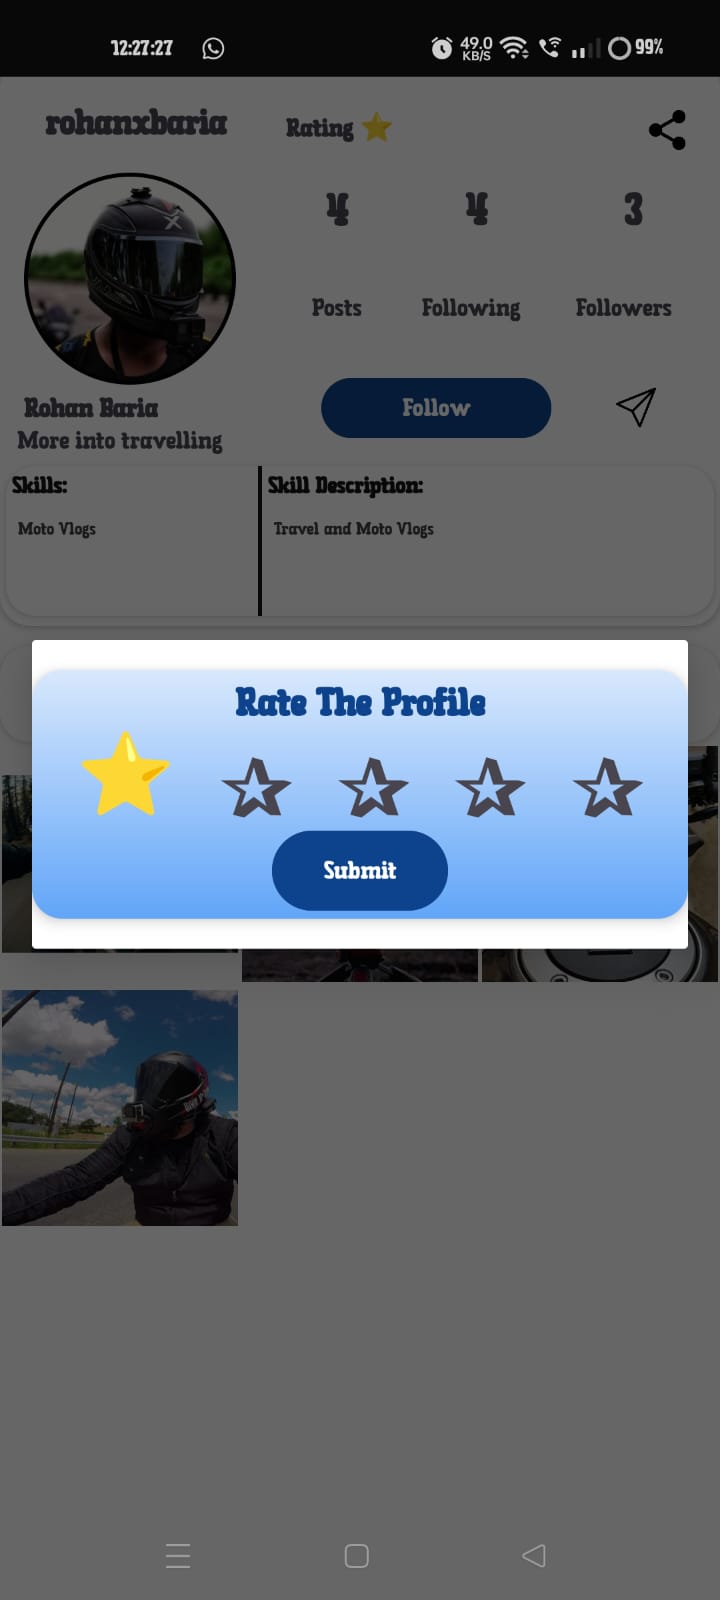 12:27:27
49.0
KB/S
99%
rohanxbaria
Rating
4
4
3
Posts
Following
Followers
Rohan Baria
Follow
More into travelling
Skills:
Skill Description:
Moto Vlogs
Travel and Moto Vlogs
Rate The Profile
Submit